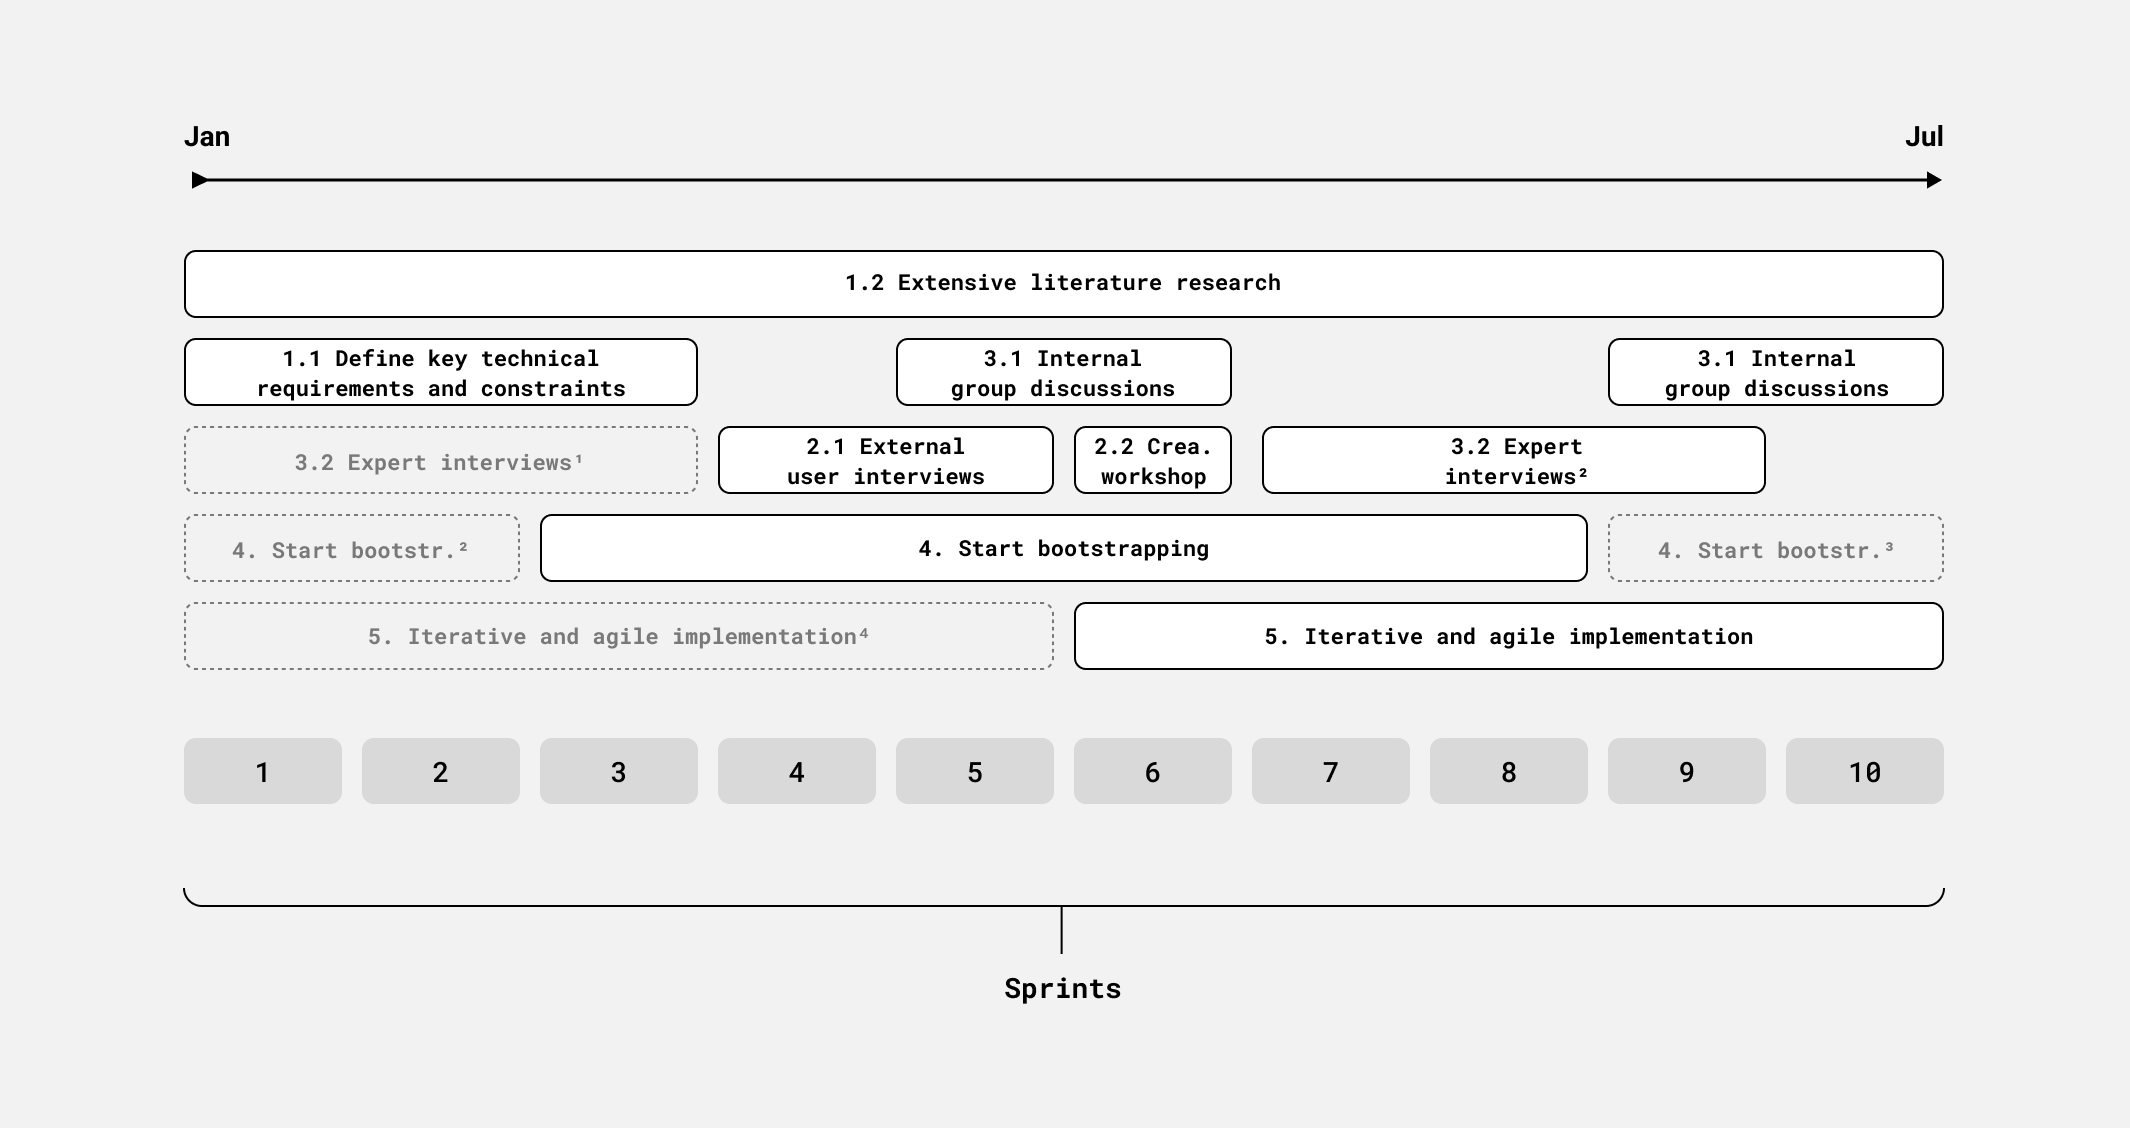 Jan
Jul
1.2 Extensive literature research
1.1 Define key technical
requirements and constraints
3.1 Internal
group discussions
3.1 Internal
group discussions
3.2 Expert interviews¹
2.1 External
user interviews
2.2 Crea.
workshop
3.2 Expert
interviews²
4. Start bootstr.²
4. Start bootstrapping
4. Start bootstr.³
5. Iterative and agile implementation⁴
5. Iterative and agile implementation
1
2
3
4
5
6
7
8
9
10
Sprints